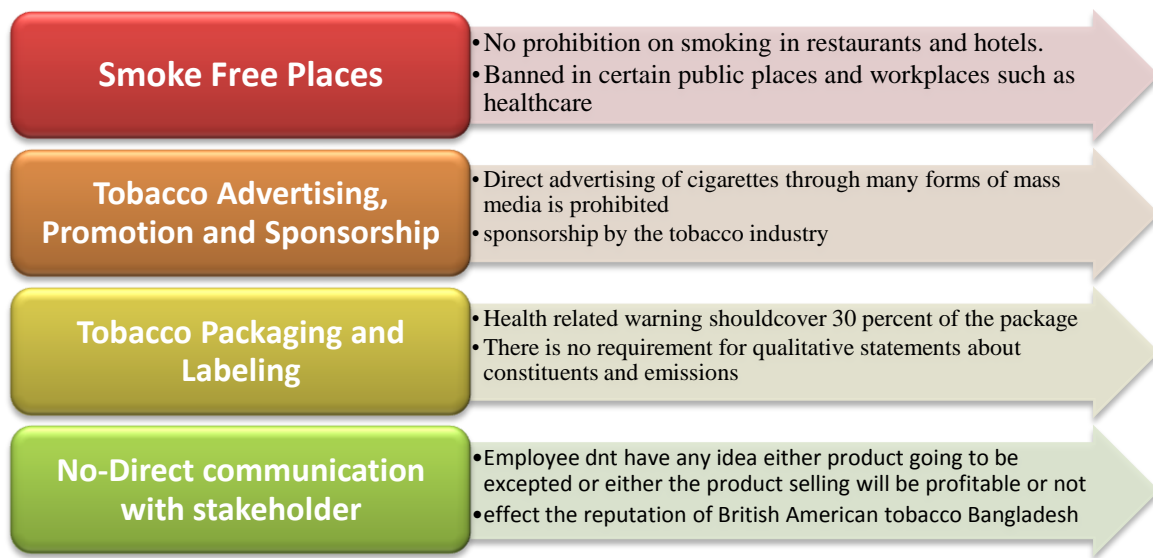 Smoke Free Places
•No prohibition on smoking in restaurants and hotels.
•Banned in certain public places and workplaces such as
healthcare
Tobacco Advertising,
Promotion and Sponsorship
•Direct advertising of cigarettes through many forms of mass
media is prohibited
•sponsorship by the tobacco industry
Tobacco Packaging and
Labeling
•Health related warning shouldcover 30 percent of the package
•There is no requirement for qualitative statements about
constituents and emissions
No-Direct communication
with stakeholder
•Employee dnt have any idea either product going to be
excepted or either the product selling will be profitable or not
•effect the reputation of British American tobacco Bangladesh